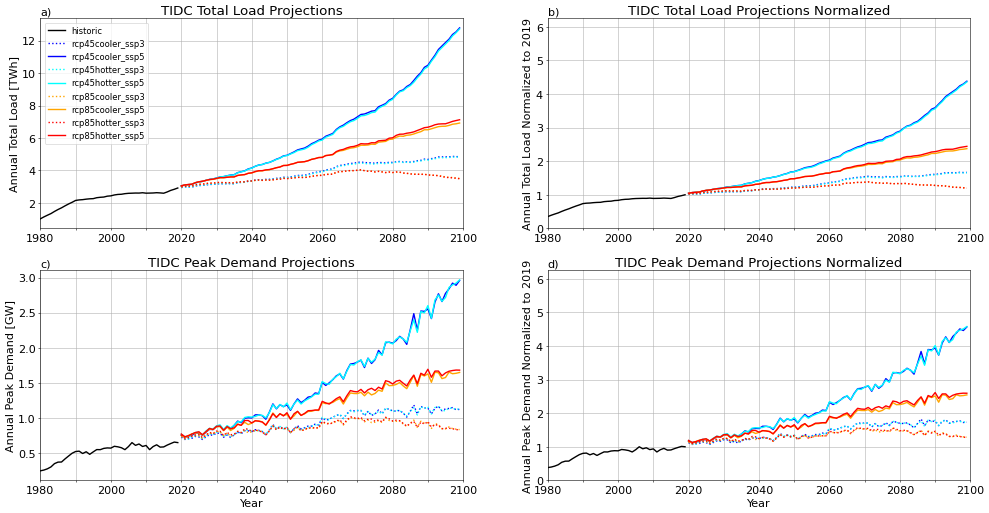 a)
TIDC Total Load Projections
Annual Total Load [TWh]
12
10
8
6
4
2
historic
rcp45cooler_ssp3
rcp45cooler_ssp5
rcp45hotter_ssp3
rcp45hotter_ssp5
rcp85cooler_ssp3
rcp85cooler_ssp5
rcp85hotter_ssp3
rcp85hotter_ssp5
1980 2000 2020 2040 2060 2080 2100
b)
TIDC Total Load Projections Normalized
Annual Total Load Normalized to 2019
6
5
4
3
2
1
0
1980 2000 2020 2040 2060 2080 2100
c)
TIDC Peak Demand Projections
Annual Peak Demand [GW]
3.0
2.5
2.0
1.5
1.0
0.5
1980 2000 2020 2040 2060 2080 2100
Year
d)
TIDC Peak Demand Projections Normalized
Annual Peak Demand Normalized to 2019
6
5
4
3
2
1
0
1980 2000 2020 2040 2060 2080 2100
Year